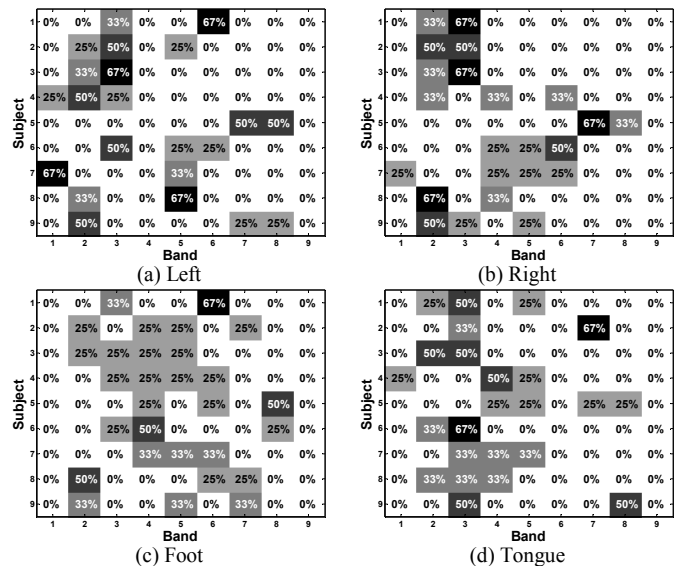 Subject
1 0% 0% 33% 0% 0% 67% 0% 0% 0%
2 0% 25% 50% 0% 25% 0% 0% 0% 0%
3 0% 33% 67% 0% 0% 0% 0% 0% 0%
4 25% 50% 25% 0% 0% 0% 0% 0% 0%
5 0% 0% 0% 0% 0% 0% 50% 50% 0%
6 0% 0% 50% 0% 25% 25% 0% 0% 0%
7 67% 0% 0% 0% 33% 0% 0% 0% 0%
8 0% 33% 0% 0% 67% 0% 0% 0% 0%
9 0% 50% 0% 0% 0% 0% 25% 25% 0%
1 2 3 4 5 6 7 8 9
Band
(a) Left
Subject
1 0% 33% 67% 0% 0% 0% 0% 0% 0%
2 0% 50% 50% 0% 0% 0% 0% 0% 0%
3 0% 33% 67% 0% 0% 0% 0% 0% 0%
4 0% 33% 0% 33% 0% 33% 0% 0% 0%
5 0% 0% 0% 0% 0% 0% 67% 33% 0%
6 0% 0% 0% 25% 25% 50% 0% 0% 0%
7 25% 0% 0% 25% 25% 25% 0% 0% 0%
8 0% 67% 0% 33% 0% 0% 0% 0% 0%
9 0% 50% 25% 0% 25% 0% 0% 0% 0%
1 2 3 4 5 6 7 8 9
Band
(b) Right
Subject
1 0% 0% 33% 0% 0% 67% 0% 0% 0%
2 0% 25% 0% 25% 25% 0% 25% 0% 0%
3 0% 25% 25% 25% 25% 0% 0% 0% 0%
4 0% 0% 25% 25% 25% 25% 0% 0% 0%
5 0% 0% 0% 25% 0% 25% 0% 50% 0%
6 0% 0% 25% 50% 0% 0% 0% 25% 0%
7 0% 0% 0% 33% 33% 33% 0% 0% 0%
8 0% 50% 0% 0% 0% 25% 25% 0% 0%
9 0% 33% 0% 0% 33% 0% 33% 0% 0%
1 2 3 4 5 6 7 8 9
Band
(c) Foot
Subject
1 0% 25% 50% 0% 25% 0% 0% 0% 0%
2 0% 0% 33% 0% 0% 0% 67% 0% 0%
3 0% 50% 50% 0% 0% 0% 0% 0% 0%
4 25% 0% 0% 50% 25% 0% 0% 0% 0%
5 0% 0% 0% 25% 25% 0% 25% 25% 0%
6 0% 33% 67% 0% 0% 0% 0% 0% 0%
7 0% 0% 33% 33% 33% 0% 0% 0% 0%
8 0% 33% 33% 33% 0% 0% 0% 0% 0%
9 0% 0% 50% 0% 0% 0% 0% 50% 0%
1 2 3 4 5 6 7 8 9
Band
(d) Tongue